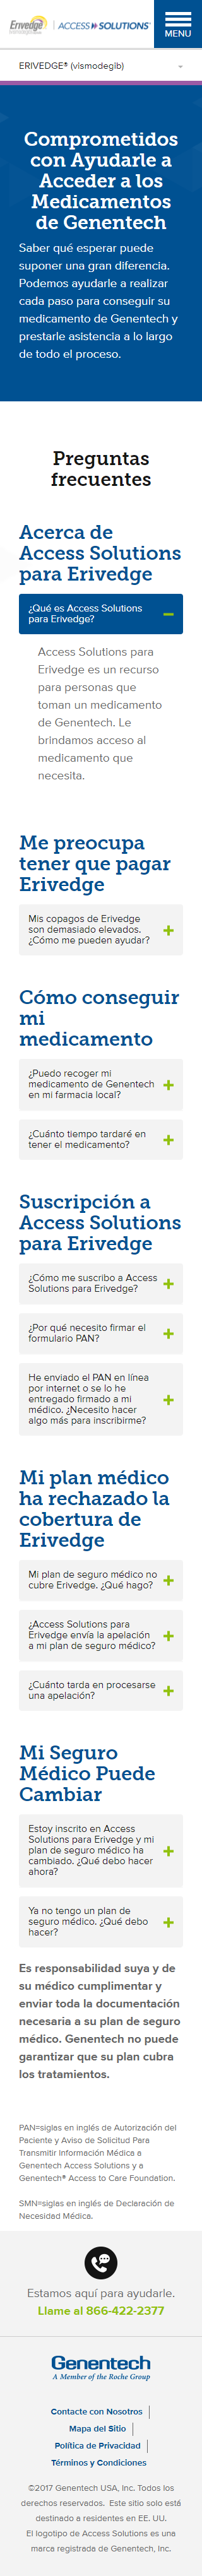 Erivedge
vismodegib
ACCESS SOLUTIONS
MENU
ERIVEDGE® (vismodegib)
Comprometidos
con Ayudarle a
Acceder a los
Medicamentos
de Genentech
Saber qué esperar puede
suponer una gran diferencia.
Podemos ayudarle a realizar
cada paso para conseguir su
medicamento de Genentech y
prestarle asistencia a lo largo
de todo el proceso.
Preguntas
frecuentes
Acerca de
Access Solutions
para Erivedge
¿Qué es Access Solutions
para Erivedge?
Access Solutions para
Erivedge es un recurso
para personas que
toman un medicamento
de Genentech. Le
brindamos acceso al
medicamento que
necesita.
Me preocupa
tener que pagar
Erivedge
Mis copagos de Erivedge
son demasiado elevados.
¿Cómo me pueden ayudar?
Cómo conseguir
mi
medicamento
¿Puedo recoger mi
medicamento de Genentech
en mi farmacia local?
¿Cuánto tiempo tardaré en
tener el medicamento?
Suscripción a
Access Solutions
para Erivedge
¿Cómo me suscribo a Access
Solutions para Erivedge?
¿Por qué necesito firmar el
formulario PAN?
He enviado el PAN en línea
por internet o se lo he
entregado firmado a mi
médico. ¿Necesito hacer
algo más para inscribirme?
Mi plan médico
ha rechazado la
cobertura de
Erivedge
Mi plan de seguro médico no
cubre Erivedge. ¿Qué hago?
¿Access Solutions para
Erivedge envía la apelación
a mi plan de seguro médico?
¿Cuánto tarda en procesarse
una apelación?
Mi Seguro
Médico Puede
Cambiar
Estoy inscrito en Access
Solutions para Erivedge y mi
plan de seguro médico ha
cambiado. ¿Qué debo hacer
ahora?
Ya no tengo un plan de
seguro médico. ¿Qué debo
hacer?
Es responsabilidad suya y de
su médico cumplimentar y
enviar toda la documentación
necesaria a su plan de seguro
médico. Genentech no puede
garantizar que su plan cubra
los tratamientos.
PAN=siglas en inglés de Autorización del
Paciente y Aviso de Solicitud Para
Transmitir Información Médica a
Genentech Access Solutions y a
Genentech® Access to Care Foundation.
SMN=siglas en inglés de Declaración de
Necesidad Médica.
Estamos aquí para ayudarle.
Llame al 866-422-2377
Genentech
A Member of the Roche Group
Contacte con Nosotros
Mapa del Sitio
Política de Privacidad
Términos y Condiciones
©2017 Genentech USA, Inc. Todos los
derechos reservados. Este sitio solo está
destinado a residentes en EE. UU.
El logotipo de Access Solutions es una
marca registrada de Genentech, Inc.